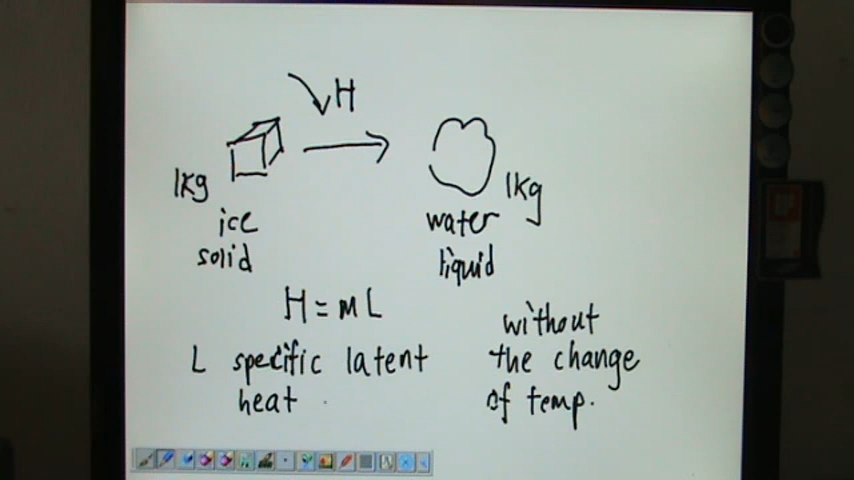 H
1kg
1kg
ice
water
solid
liquid
H = mL
L specific latent
heat
without
the change
of temp.